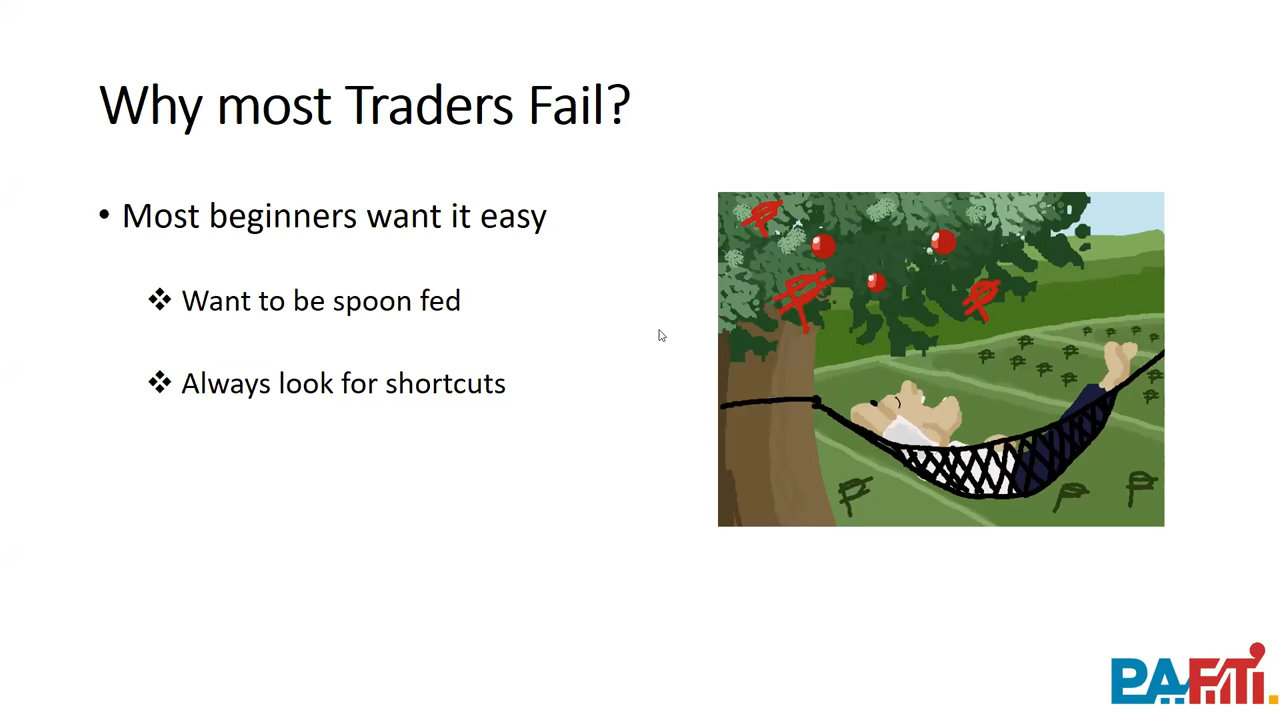 Why most Traders Fail?
• Most beginners want it easy
❖ Want to be spoon fed
❖ Always look for shortcuts
₱
₱
₱
PAFTI.